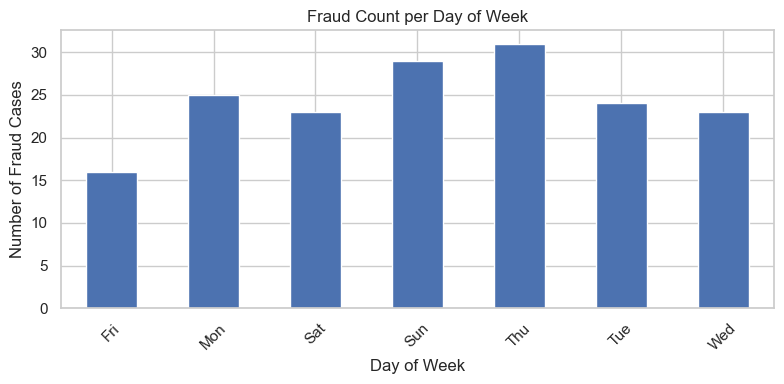 Fraud Count per Day of Week
Number of Fraud Cases
30
25
20
15
10
5
0
Fri
Mon
Sat
Sun
Thu
Tue
Wed
Day of Week